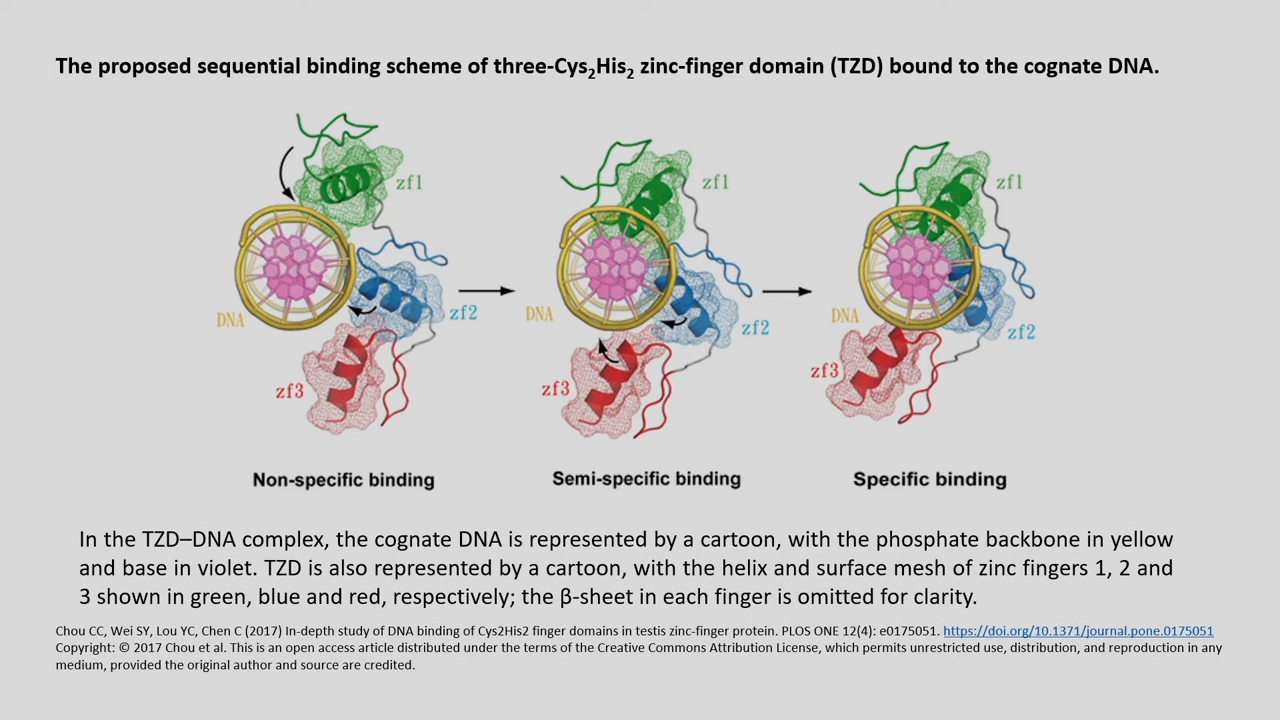 The proposed sequential binding scheme of three-Cys₂His₂ zinc-finger domain (TZD) bound to the cognate DNA.
zf1
zf2
DNA
zf3
zf1
zf2
DNA
zf3
zf1
zf2
DNA
zf3
Non-specific binding
Semi-specific binding
Specific binding
In the TZD–DNA complex, the cognate DNA is represented by a cartoon, with the phosphate backbone in yellow
and base in violet. TZD is also represented by a cartoon, with the helix and surface mesh of zinc fingers 1, 2 and
3 shown in green, blue and red, respectively; the β-sheet in each finger is omitted for clarity.
Chou CC, Wei SY, Lou YC, Chen C (2017) In-depth study of DNA binding of Cys2His2 finger domains in testis zinc-finger protein. PLOS ONE 12(4): e0175051. https://doi.org/10.1371/journal.pone.0175051
Copyright: © 2017 Chou et al. This is an open access article distributed under the terms of the Creative Commons Attribution License, which permits unrestricted use, distribution, and reproduction in any
medium, provided the original author and source are credited.